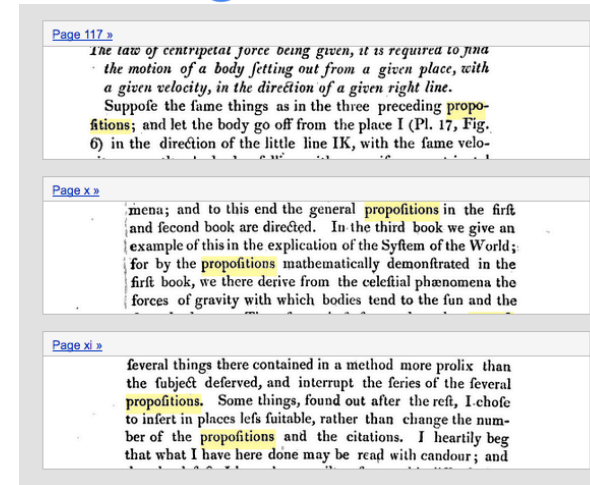 Page 117 »
The law of centripetal force being given, it is required to find
the motion of a body ſetting out from a given place, with
a given velocity, in the direction of a given right line.
Suppoſe the ſame things as in the three preceding propo-
ſitions; and let the body go off from the place I (Pl. 17, Fig.
6) in the direction of the little line IK, with the ſame velo-
Page x »
mena; and to this end the general propoſitions in the firſt
and ſecond book are directed. In the third book we give an
example of this in the explication of the Syſtem of the World;
for by the propoſitions mathematically demonſtrated in the
firſt book, we there derive from the celeſtial phænomena the
forces of gravity with which bodies tend to the ſun and the
Page xi »
ſeveral things there contained in a method more prolix than
the ſubject deſerved, and interrupt the ſeries of the ſeveral
propoſitions. Some things, found out after the reſt, I choſe
to inſert in places leſs ſuitable, rather than change the num-
ber of the propoſitions and the citations. I heartily beg
that what I have here done may be read with candour; and